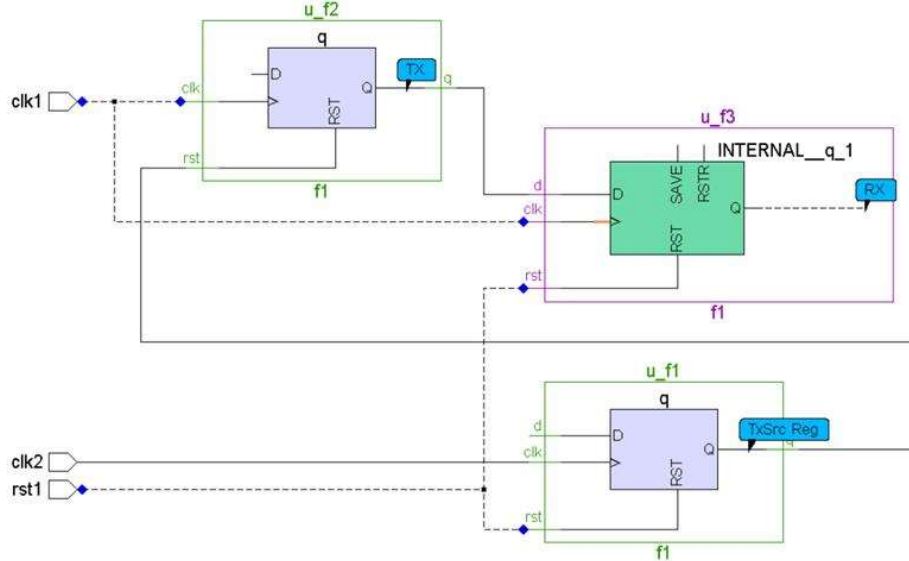 u_f2
q
D
Q
TX
q
clk
clk1
RST
rst
f1
u_f3
INTERNAL__q_1
SAVE
RSTR
d
D
Q
RX
clk
RST
rst
f1
u_f1
q
d
D
Q
TxSrc Reg
q
clk
clk2
RST
rst1
rst
f1